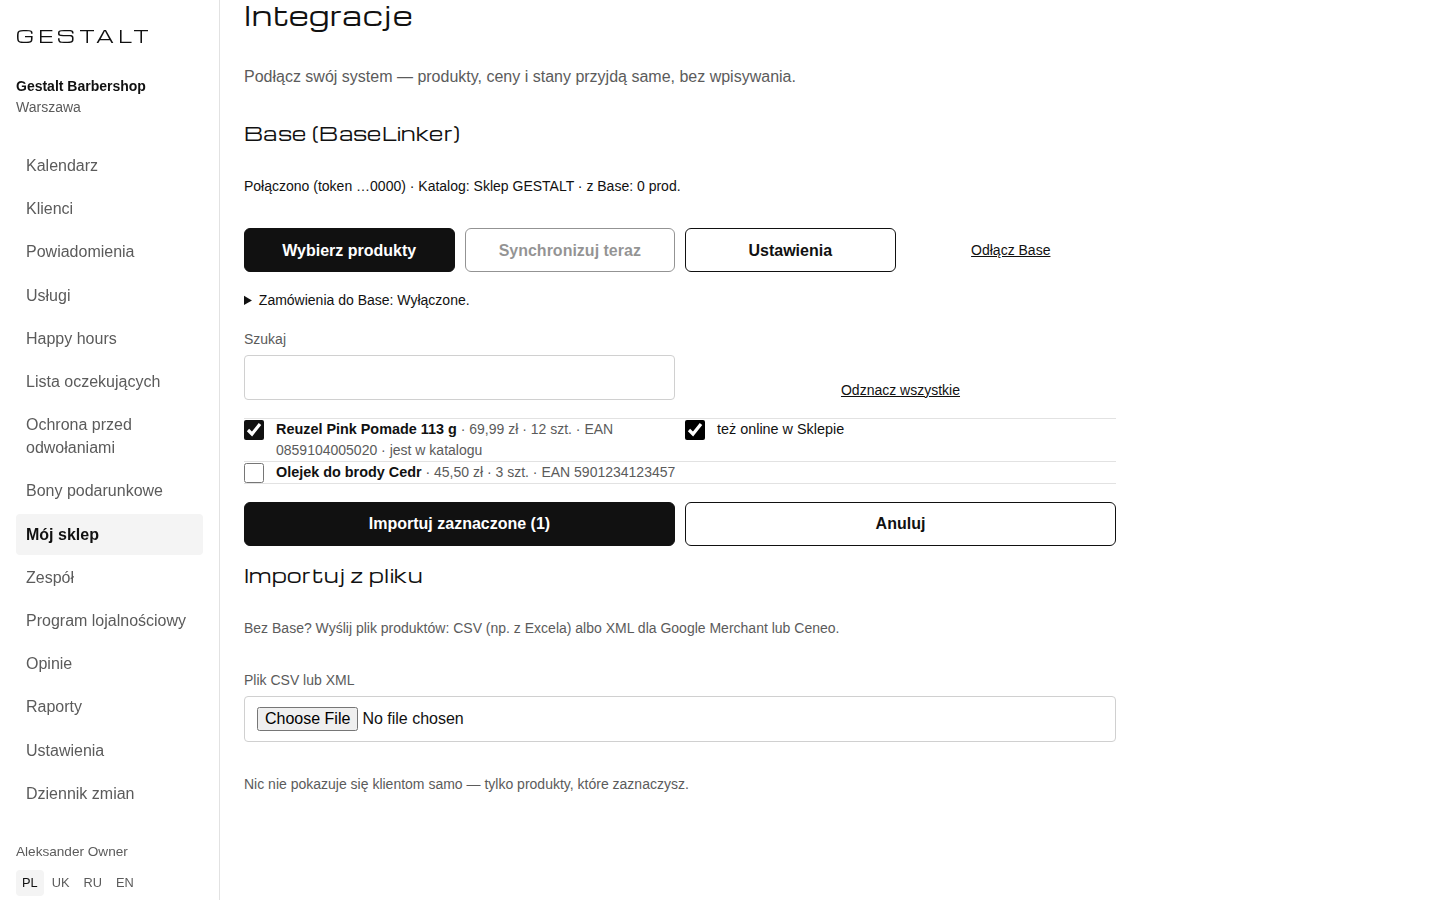 GESTALT
Gestalt Barbershop
Warszawa
Kalendarz
Klienci
Powiadomienia
Usługi
Happy hours
Lista oczekujących
Ochrona przed
odwołaniami
Bony podarunkowe
Mój sklep
Zespół
Program lojalnościowy
Opinie
Raporty
Ustawienia
Dziennik zmian
Aleksander Owner
PL UK RU EN
Integracje
Podłącz swój system — produkty, ceny i stany przyjdą same, bez wpisywania.
Base (BaseLinker)
Połączono (token …0000) · Katalog: Sklep GESTALT · z Base: 0 prod.
Wybierz produkty Synchronizuj teraz Ustawienia Odłącz Base
Zamówienia do Base: Wyłączone.
Szukaj
Odznacz wszystkie
Reuzel Pink Pomade 113 g · 69,99 zł · 12 szt. · EAN
0859104005020 · jest w katalogu
też online w Sklepie
Olejek do brody Cedr · 45,50 zł · 3 szt. · EAN 5901234123457
Importuj zaznaczone (1) Anuluj
Importuj z pliku
Bez Base? Wyślij plik produktów: CSV (np. z Excela) albo XML dla Google Merchant lub Ceneo.
Plik CSV lub XML
Choose File No file chosen
Nic nie pokazuje się klientom samo — tylko produkty, które zaznaczysz.